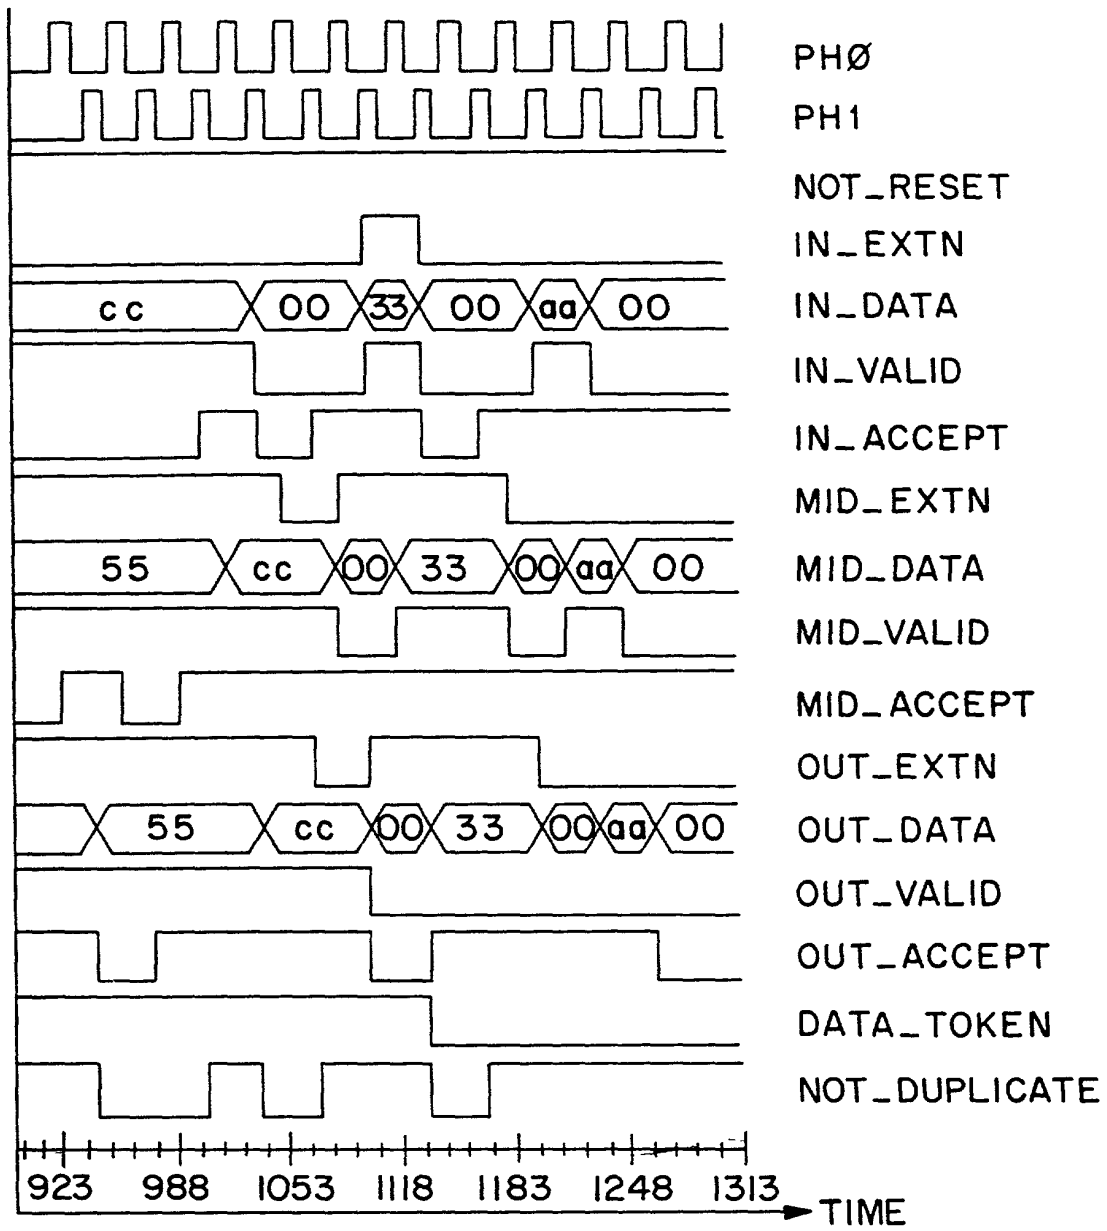 PHØ
PH1
NOT_RESET
IN_EXTN
cc 00 33 00 aa 00 IN_DATA
IN_VALID
IN_ACCEPT
MID_EXTN
55 cc 00 33 00 aa 00 MID_DATA
MID_VALID
MID_ACCEPT
OUT_EXTN
55 cc 00 33 00 aa 00 OUT_DATA
OUT_VALID
OUT_ACCEPT
DATA_TOKEN
NOT_DUPLICATE
923 988 1053 1118 1183 1248 1313
TIME